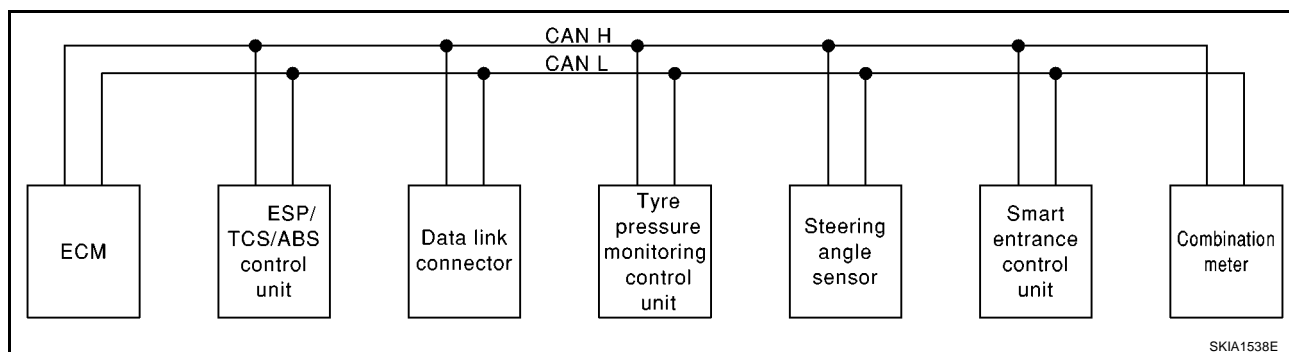 CAN H
CAN L
ECM
ESP/
TCS/ABS
control
unit
Data link
connector
Tyre
pressure
monitoring
control
unit
Steering
angle
sensor
Smart
entrance
control
unit
Combination
meter
SKIA1538E